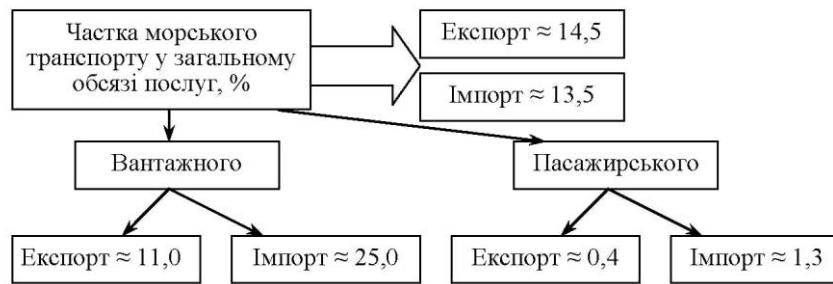 Частка морського
транспорту у загальному
обсязі послуг, %
Експорт ≈ 14,5
Імпорт ≈ 13,5
Вантажного
Пасажирського
Експорт ≈ 11,0
Імпорт ≈ 25,0
Експорт ≈ 0,4
Імпорт ≈ 1,3